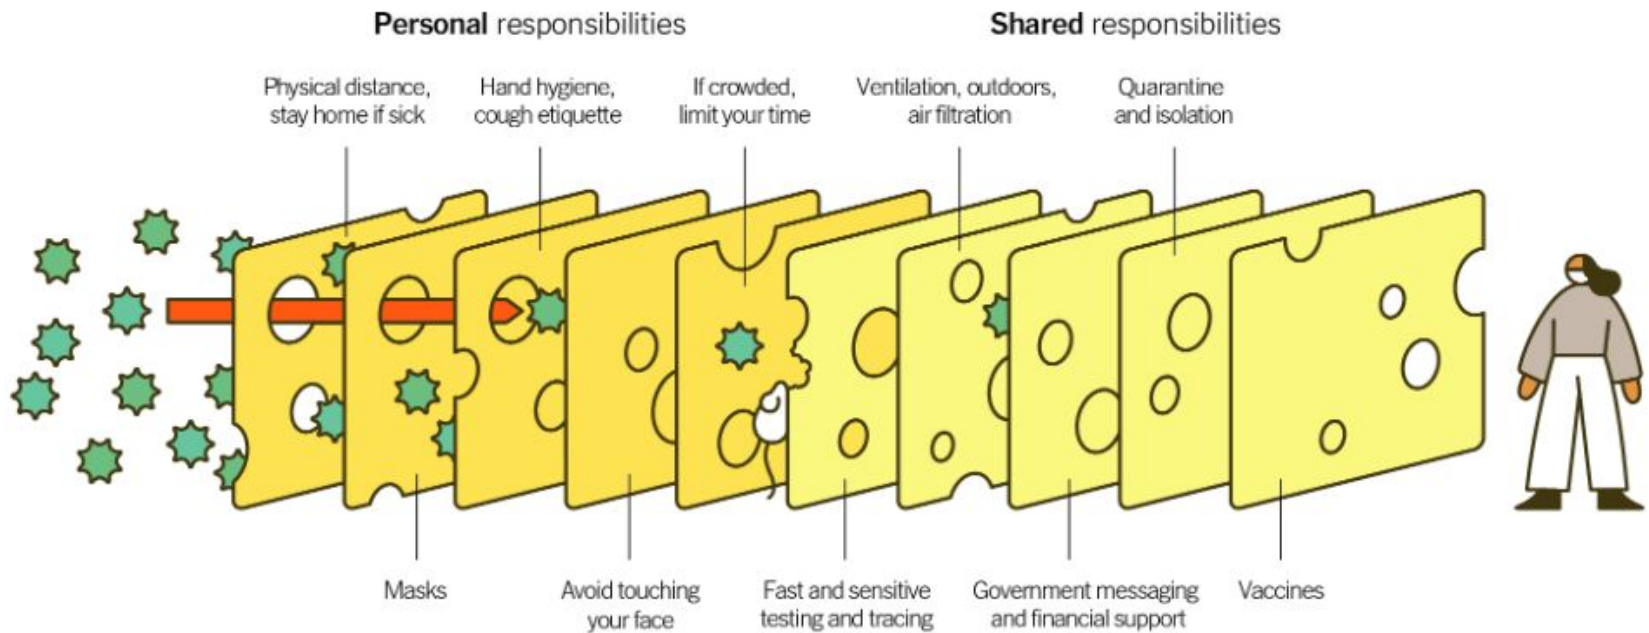 Personal responsibilities
Shared responsibilities
Physical distance,
stay home if sick
Hand hygiene,
cough etiquette
If crowded,
limit your time
Ventilation, outdoors,
air filtration
Quarantine
and isolation
Masks
Avoid touching
your face
Fast and sensitive
testing and tracing
Government messaging
and financial support
Vaccines